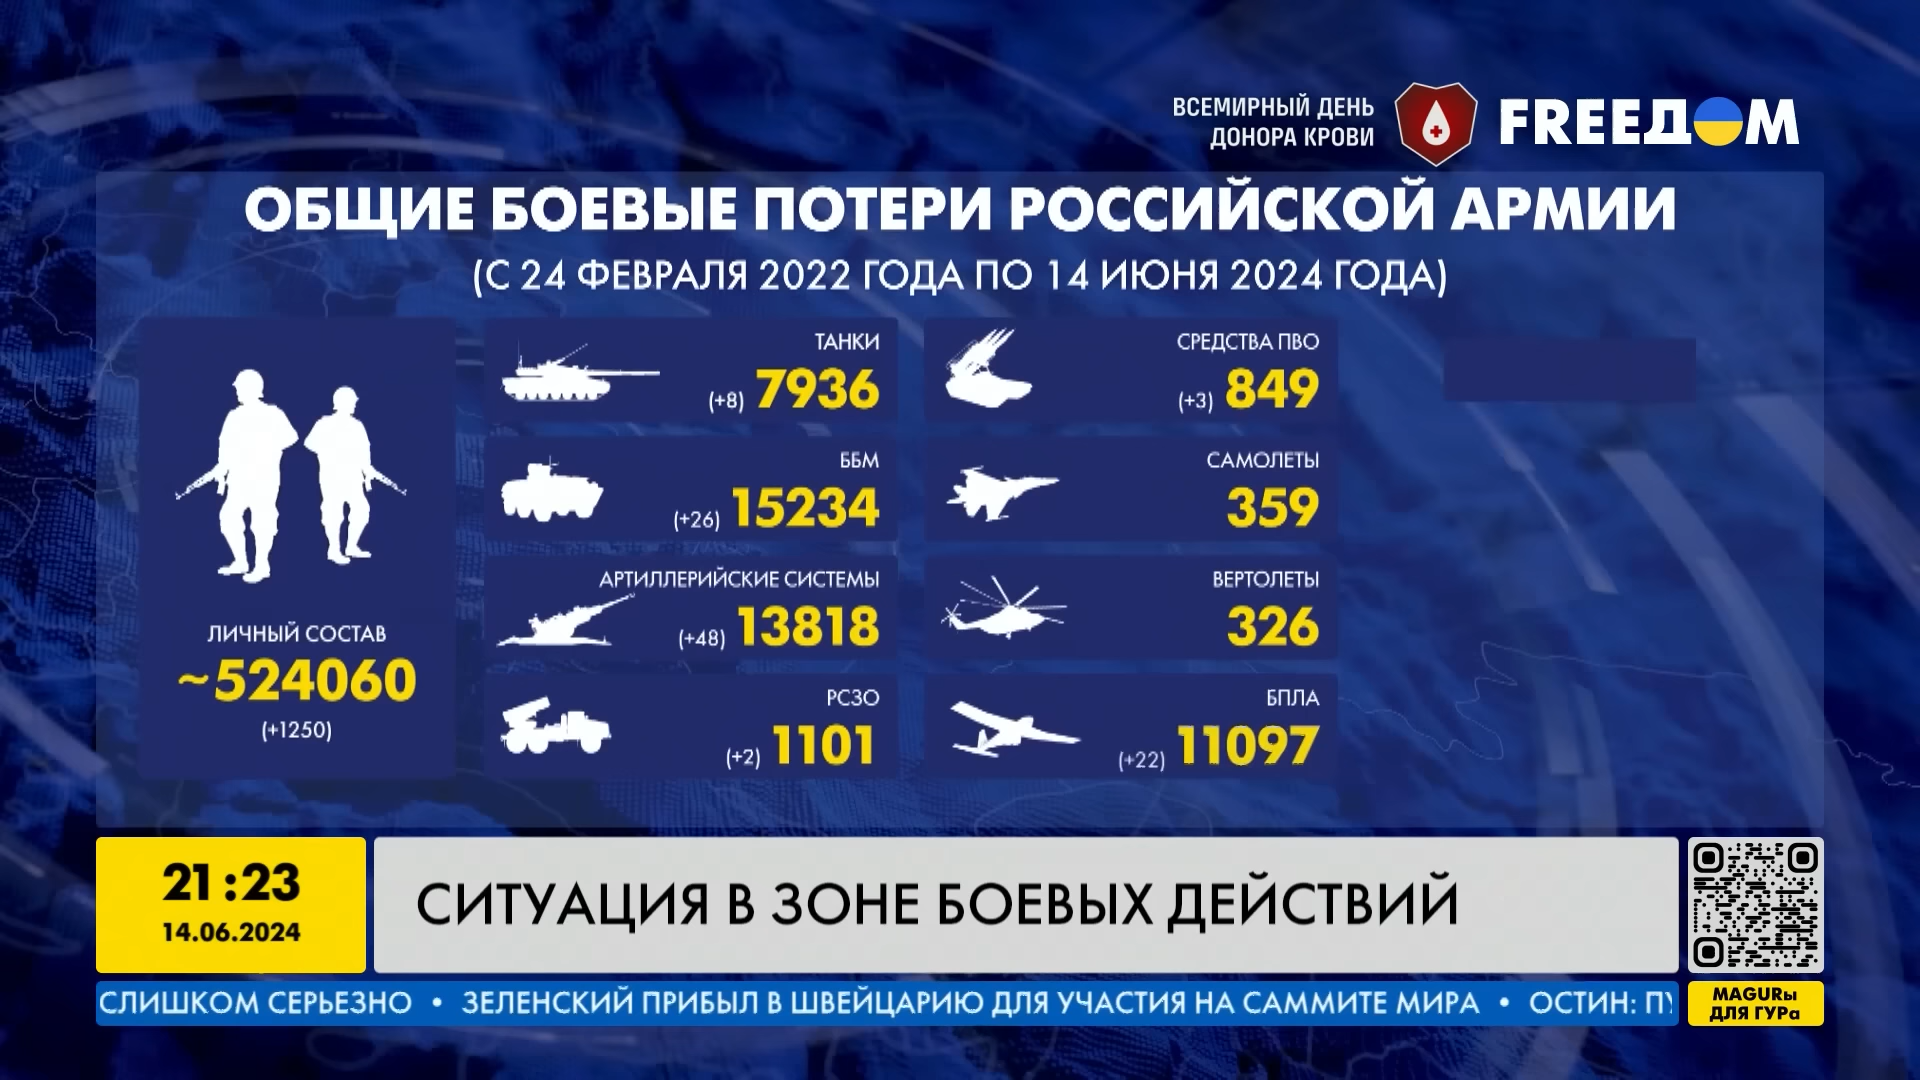 ВСЕМИРНЫЙ ДЕНЬ
ДОНОРА КРОВИ
FREEДОM
ОБЩИЕ БОЕВЫЕ ПОТЕРИ РОССИЙСКОЙ АРМИИ
(С 24 ФЕВРАЛЯ 2022 ГОДА ПО 14 ИЮНЯ 2024 ГОДА)
ЛИЧНЫЙ СОСТАВ
~524060
(+1250)
ТАНКИ
(+8) 7936
ББМ
(+26) 15234
АРТИЛЛЕРИЙСКИЕ СИСТЕМЫ
(+48) 13818
РСЗО
(+2) 1101
СРЕДСТВА ПВО
(+3) 849
САМОЛЕТЫ
359
ВЕРТОЛЕТЫ
326
БПЛА
(+22) 11097
21:23
14.06.2024
СИТУАЦИЯ В ЗОНЕ БОЕВЫХ ДЕЙСТВИЙ
СЛИШКОМ СЕРЬЕЗНО • ЗЕЛЕНСКИЙ ПРИБЫЛ В ШВЕЙЦАРИЮ ДЛЯ УЧАСТИЯ НА САММИТЕ МИРА • ОСТИН:
MAGURы
ДЛЯ ГУРа